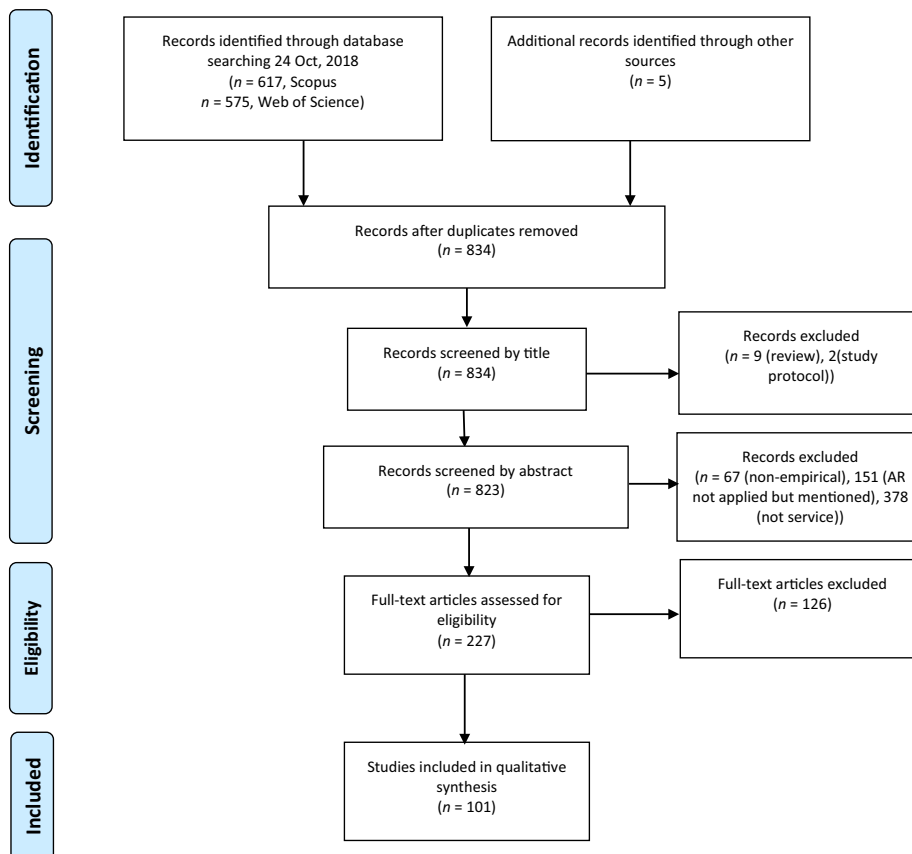 Identification
Records identified through database
searching 24 Oct, 2018
(n = 617, Scopus
n = 575, Web of Science)
Additional records identified through other
sources
(n = 5)
Records after duplicates removed
(n = 834)
Screening
Records screened by title
(n = 834)
Records excluded
(n = 9 (review), 2(study
protocol))
Records screened by abstract
(n = 823)
Records excluded
(n = 67 (non-empirical), 151 (AR
not applied but mentioned), 378
(not service))
Eligibility
Full-text articles assessed for
eligibility
(n = 227)
Full-text articles excluded
(n = 126)
Included
Studies included in qualitative
synthesis
(n = 101)